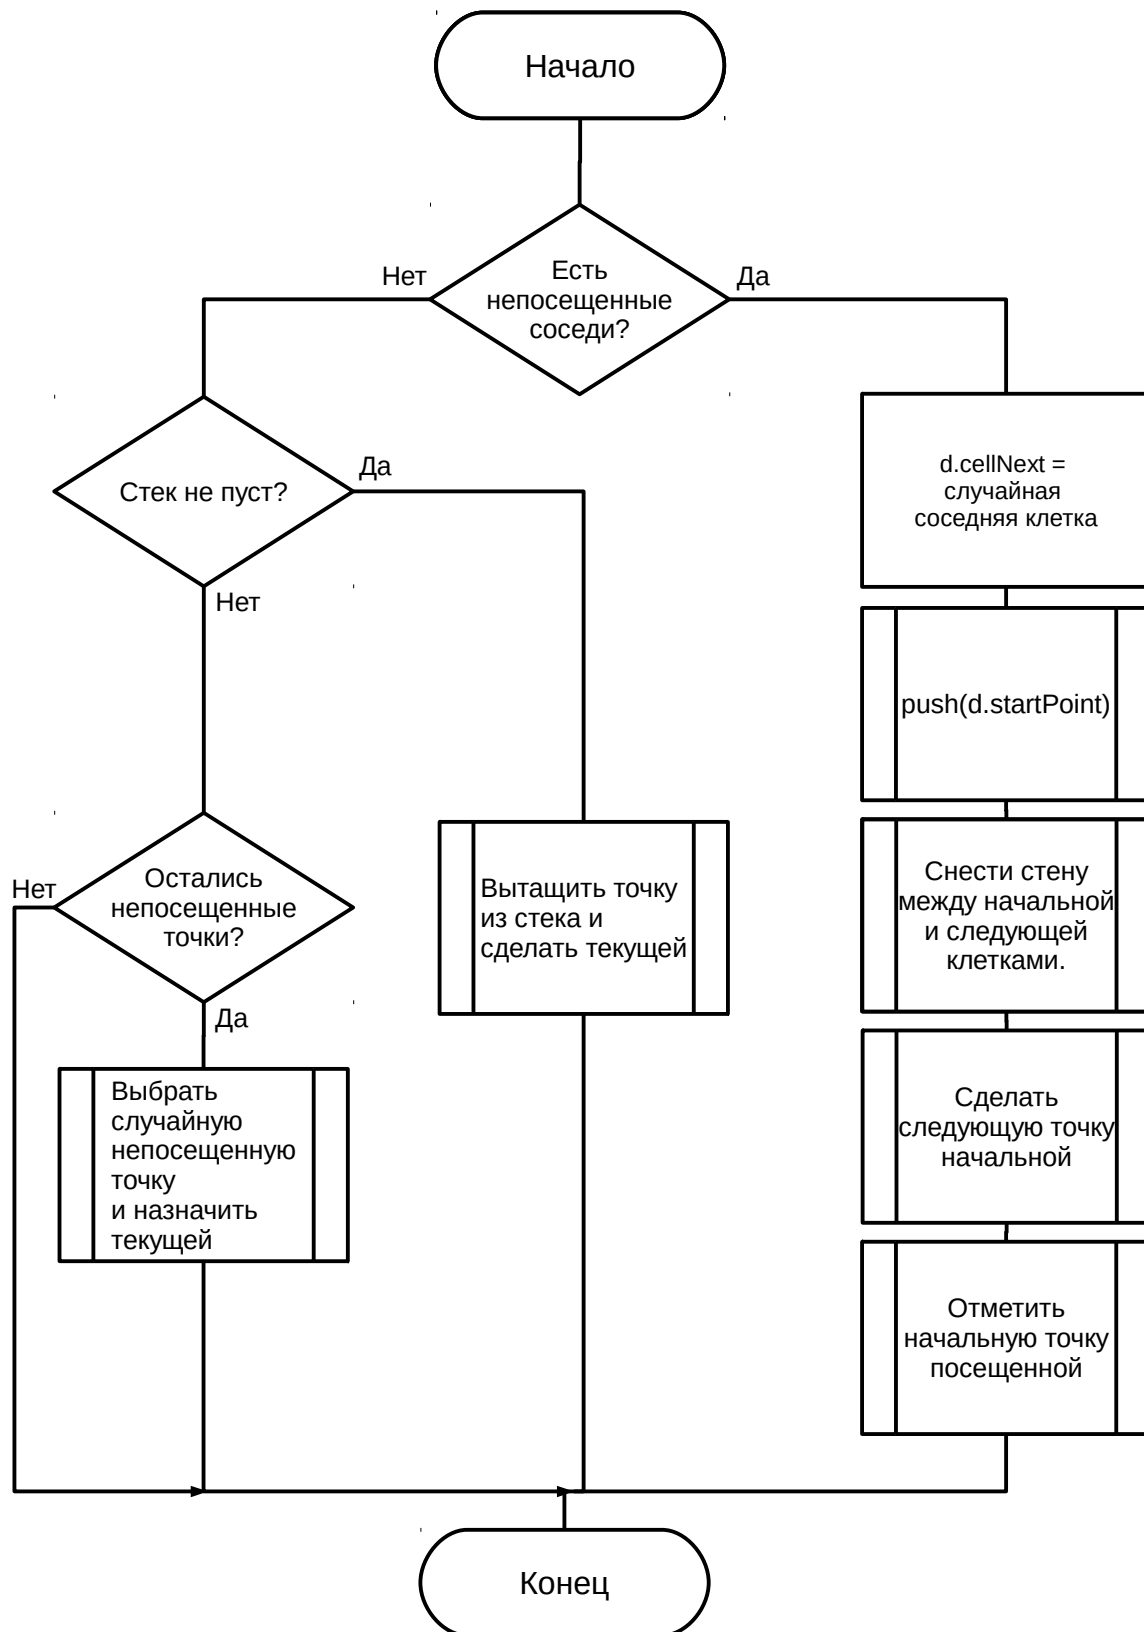 Начало
Есть
непосещенные
соседи?
Нет
Да
Стек не пуст?
Да
Нет
d.cellNext =
случайная
соседняя клетка
push(d.startPoint)
Остались
непосещенные
точки?
Нет
Да
Вытащить точку
из стека и
сделать текущей
Снести стену
между начальной
и следующей
клетками.
Выбрать
случайную
непосещенную
точку
и назначить
текущей
Сделать
следующую точку
начальной
Отметить
начальную точку
посещенной
Конец